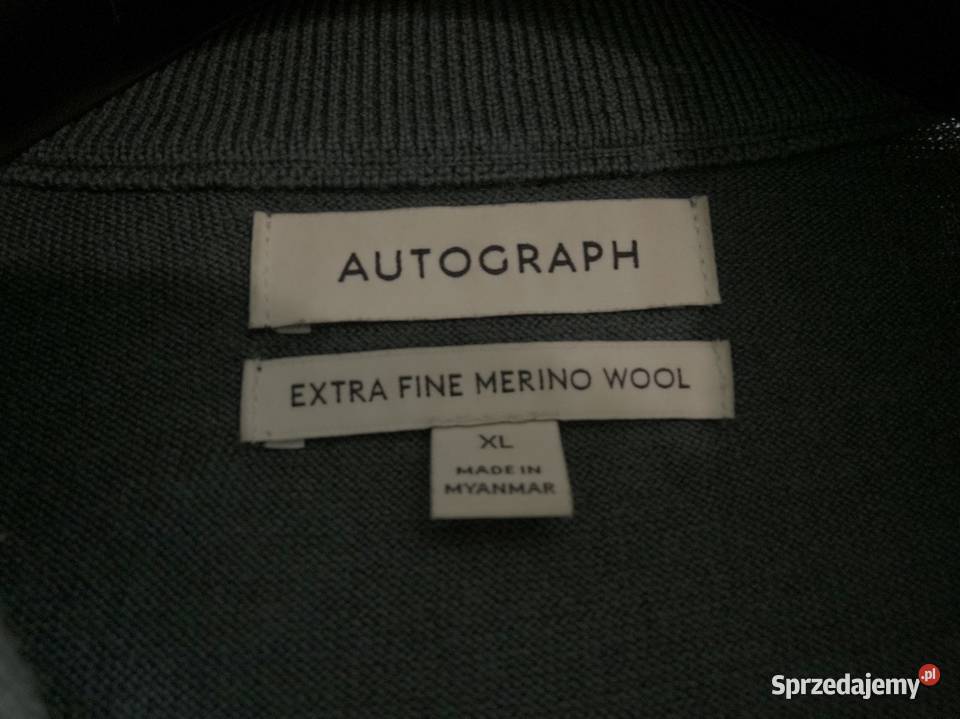 AUTOGRAPH
EXTRA FINE MERINO WOOL
XL
MADE IN
MYANMAR
Sprzedajemy.pl